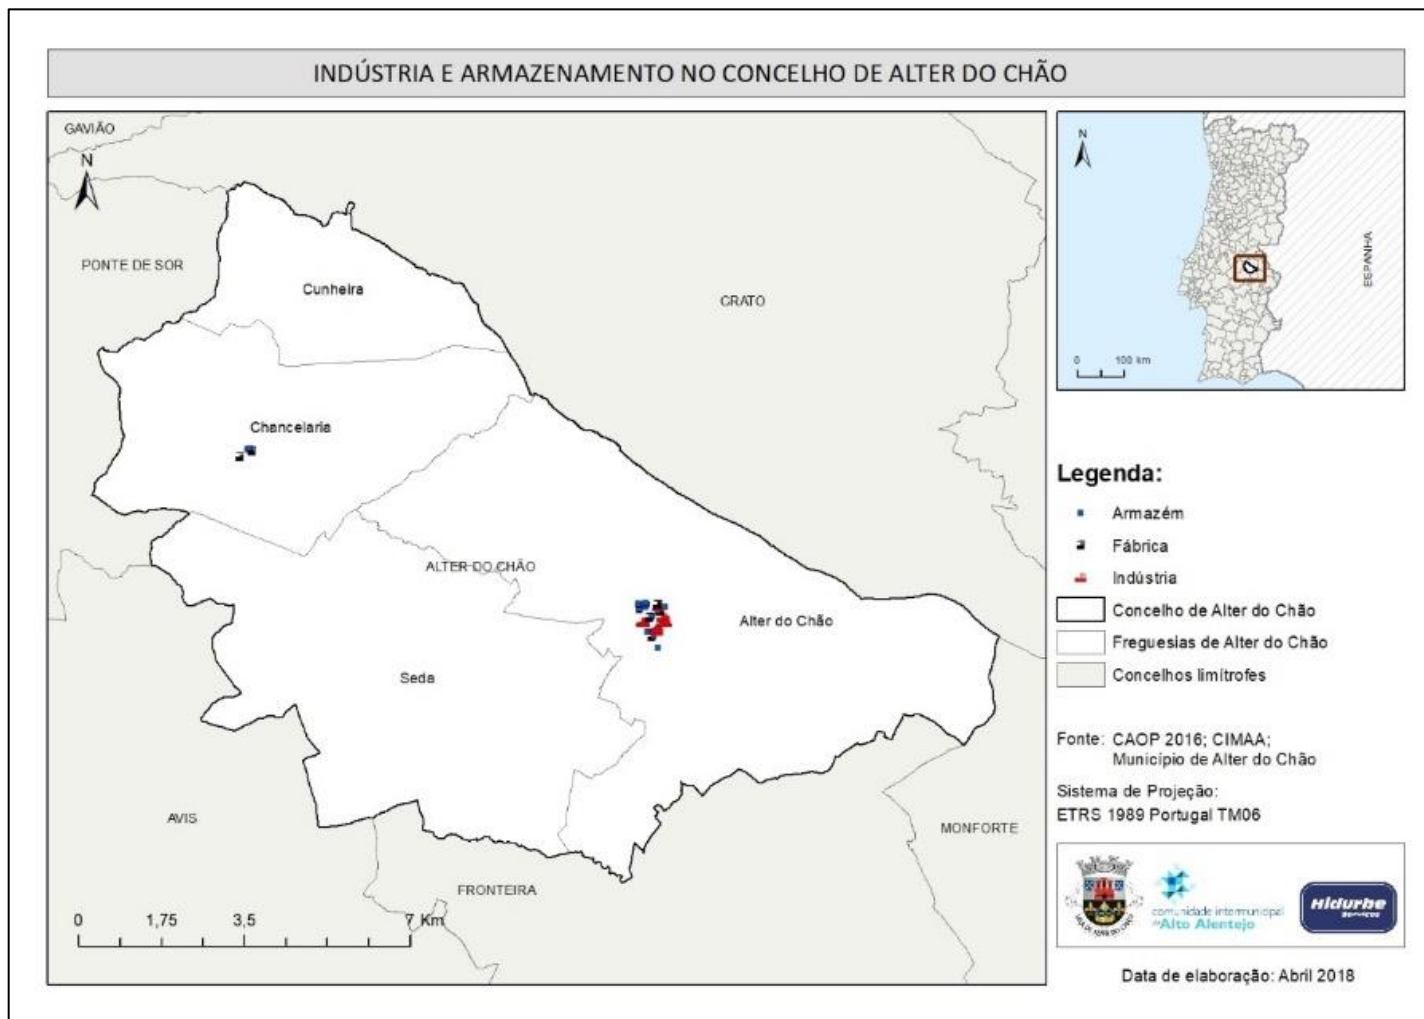 INDÚSTRIA E ARMAZENAMENTO NO CONCELHO DE ALTER DO CHÃO
GAVIÃO
N
PONTE DE SOR
Cunheira
CRATO
Chancelaria
ALTER DO CHÃO
Alter do Chão
Seda
AVIS
MONFORTE
FRONTEIRA
0 1,75 3,5 7 Km
N
ESPANHA
0 100 km
Legenda:
Armazém
Fábrica
Indústria
Concelho de Alter do Chão
Freguesias de Alter do Chão
Concelhos limítrofes
Fonte: CAOP 2016; CIMAA;
Município de Alter do Chão
Sistema de Projeção:
ETRS 1989 Portugal TM06
comunidade intermunicipal
do Alto Alentejo
Hidurbe
Serviços
Data de elaboração: Abril 2018